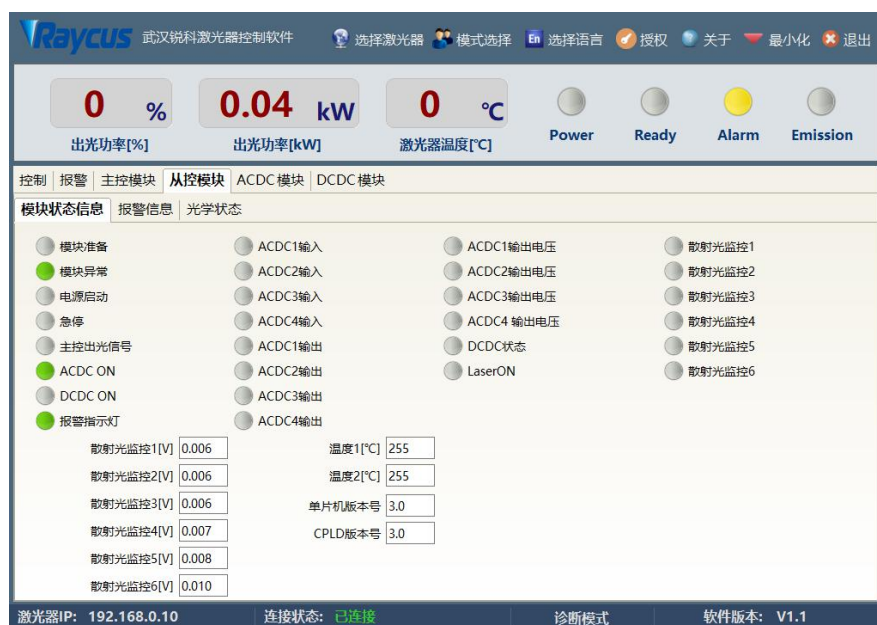 Raycus 武汉锐科激光器控制软件 选择激光器 模式选择 En 选择语言 授权 关于 最小化 退出
0 % 0.04 kW 0 ℃
出光功率[%] 出光功率[kW] 激光器温度[℃] Power Ready Alarm Emission
控制 报警 主控模块 从控模块 ACDC模块 DCDC模块
模块状态信息 报警信息 光学状态
模块准备 ACDC1输入 ACDC1输出电压 散射光监控1
模块异常 ACDC2输入 ACDC2输出电压 散射光监控2
电源启动 ACDC3输入 ACDC3输出电压 散射光监控3
急停 ACDC4输入 ACDC4 输出电压 散射光监控4
主控出光信号 ACDC1输出 DCDC状态 散射光监控5
ACDC ON ACDC2输出 LaserON 散射光监控6
DCDC ON ACDC3输出
报警指示灯 ACDC4输出
散射光监控1[V] 0.006 温度1[℃] 255
散射光监控2[V] 0.006 温度2[℃] 255
散射光监控3[V] 0.006 单片机版本号 3.0
散射光监控4[V] 0.007 CPLD版本号 3.0
散射光监控5[V] 0.008
散射光监控6[V] 0.010
激光器IP: 192.168.0.10 连接状态: 已连接 诊断模式 软件版本: V1.1